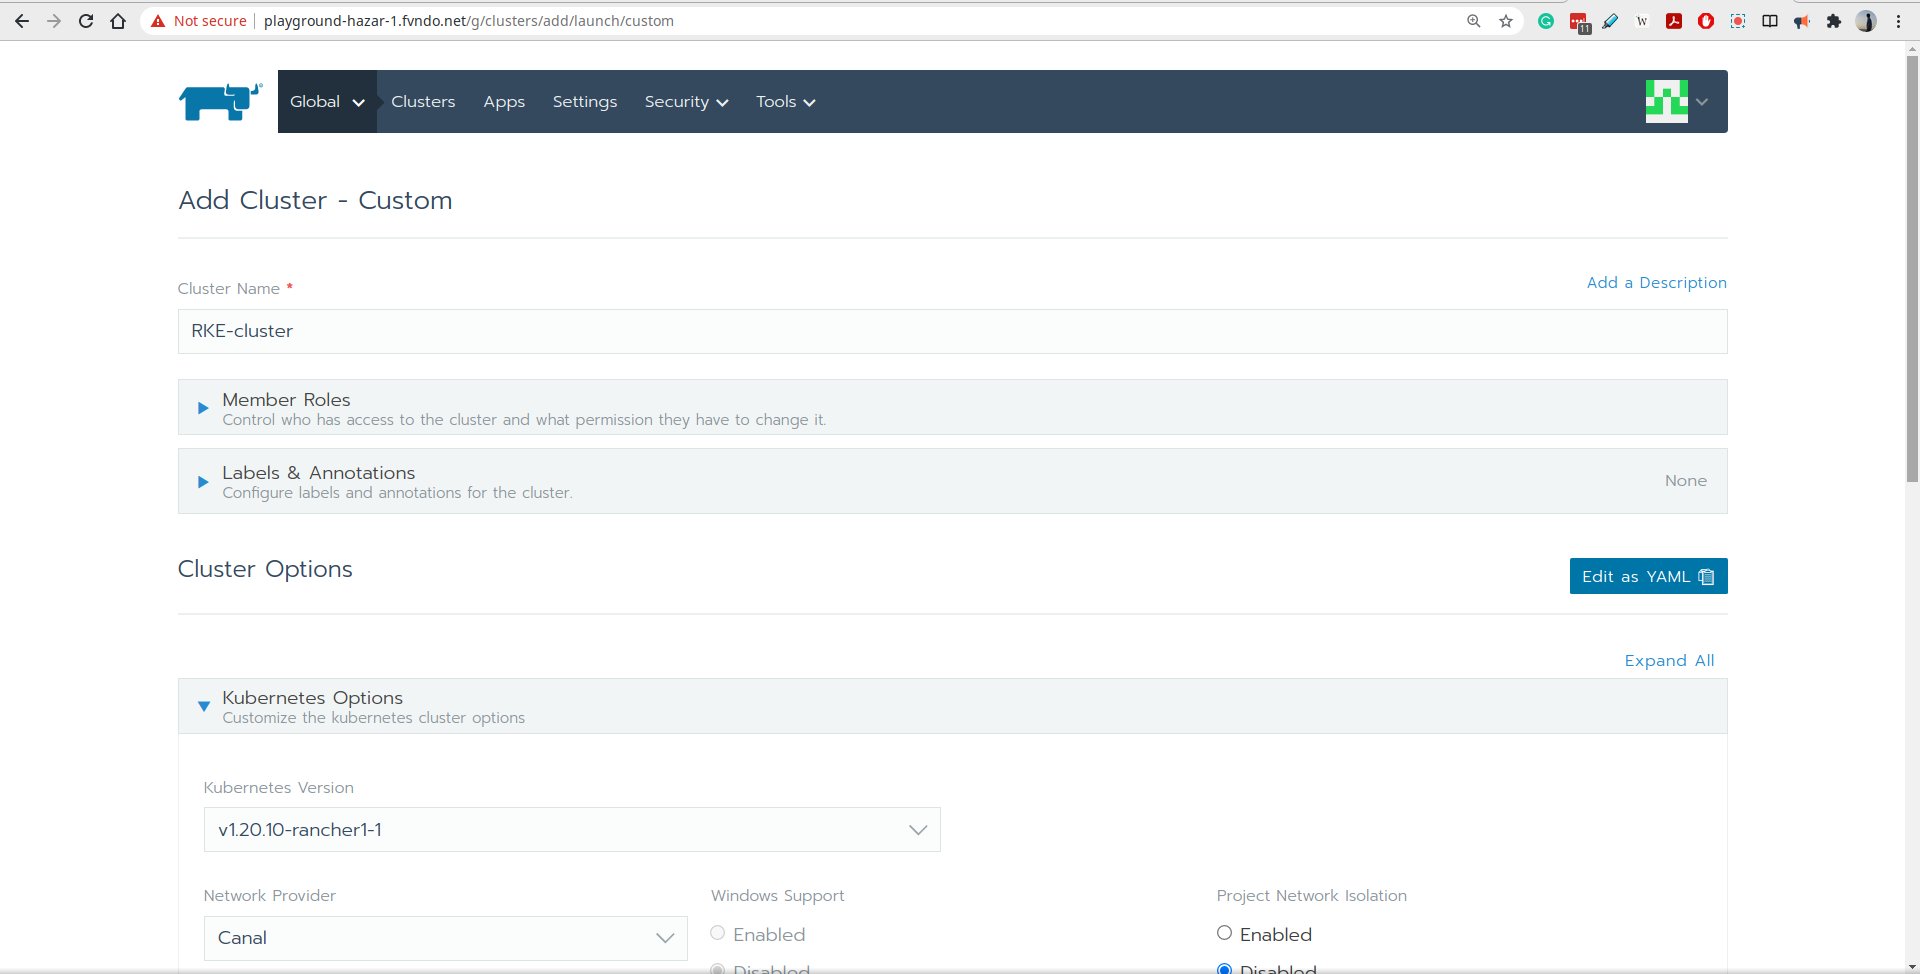 Not secure playground-hazar-1.fvndo.net/g/clusters/add/launch/custom
11
W
Global Clusters Apps Settings Security Tools
Add Cluster - Custom
Cluster Name *
Add a Description
RKE-cluster
Member Roles
Control who has access to the cluster and what permission they have to change it.
Labels & Annotations
Configure labels and annotations for the cluster.
None
Cluster Options
Edit as YAML
Expand All
Kubernetes Options
Customize the kubernetes cluster options
Kubernetes Version
v1.20.10-rancher1-1
Network Provider Windows Support Project Network Isolation
Canal Enabled Enabled
Disabled Disabled